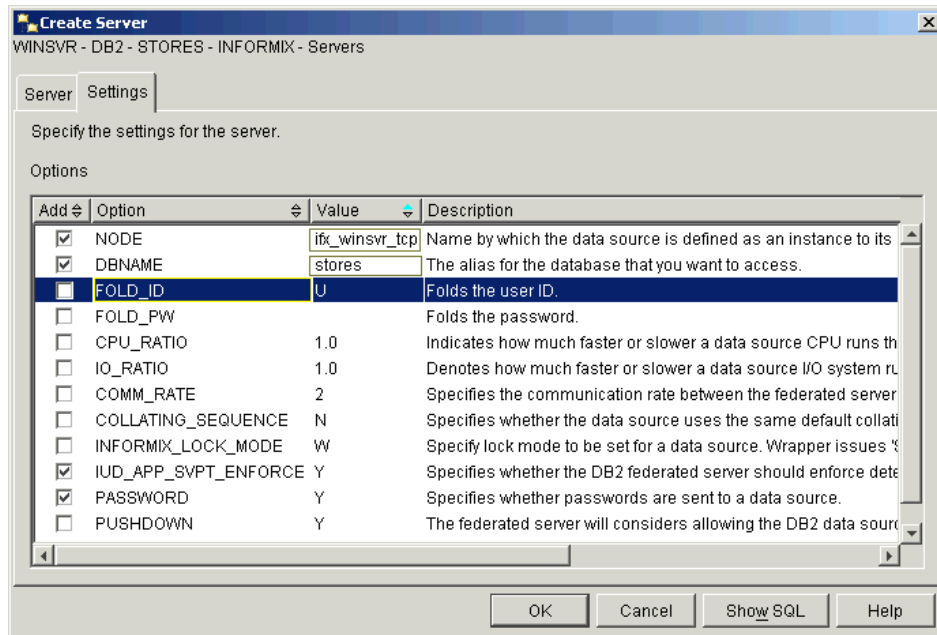 Create Server
WINSVR - DB2 - STORES - INFORMIX - Servers
Server Settings
Specify the settings for the server.
Options
Add Option Value Description
NODE ifx_winsvr_tcp Name by which the data source is defined as an instance to its
DBNAME stores The alias for the database that you want to access.
FOLD_ID U Folds the user ID.
FOLD_PW Folds the password.
CPU_RATIO 1.0 Indicates how much faster or slower a data source CPU runs th
IO_RATIO 1.0 Denotes how much faster or slower a data source I/O system ru
COMM_RATE 2 Specifies the communication rate between the federated server
COLLATING_SEQUENCE N Specifies whether the data source uses the same default collati
INFORMIX_LOCK_MODE W Specify lock mode to be set for a data source. Wrapper issues 'S
IUD_APP_SVPT_ENFORCE Y Specifies whether the DB2 federated server should enforce dete
PASSWORD Y Specifies whether passwords are sent to a data source.
PUSHDOWN Y The federated server will considers allowing the DB2 data sourc
OK Cancel Show SQL Help